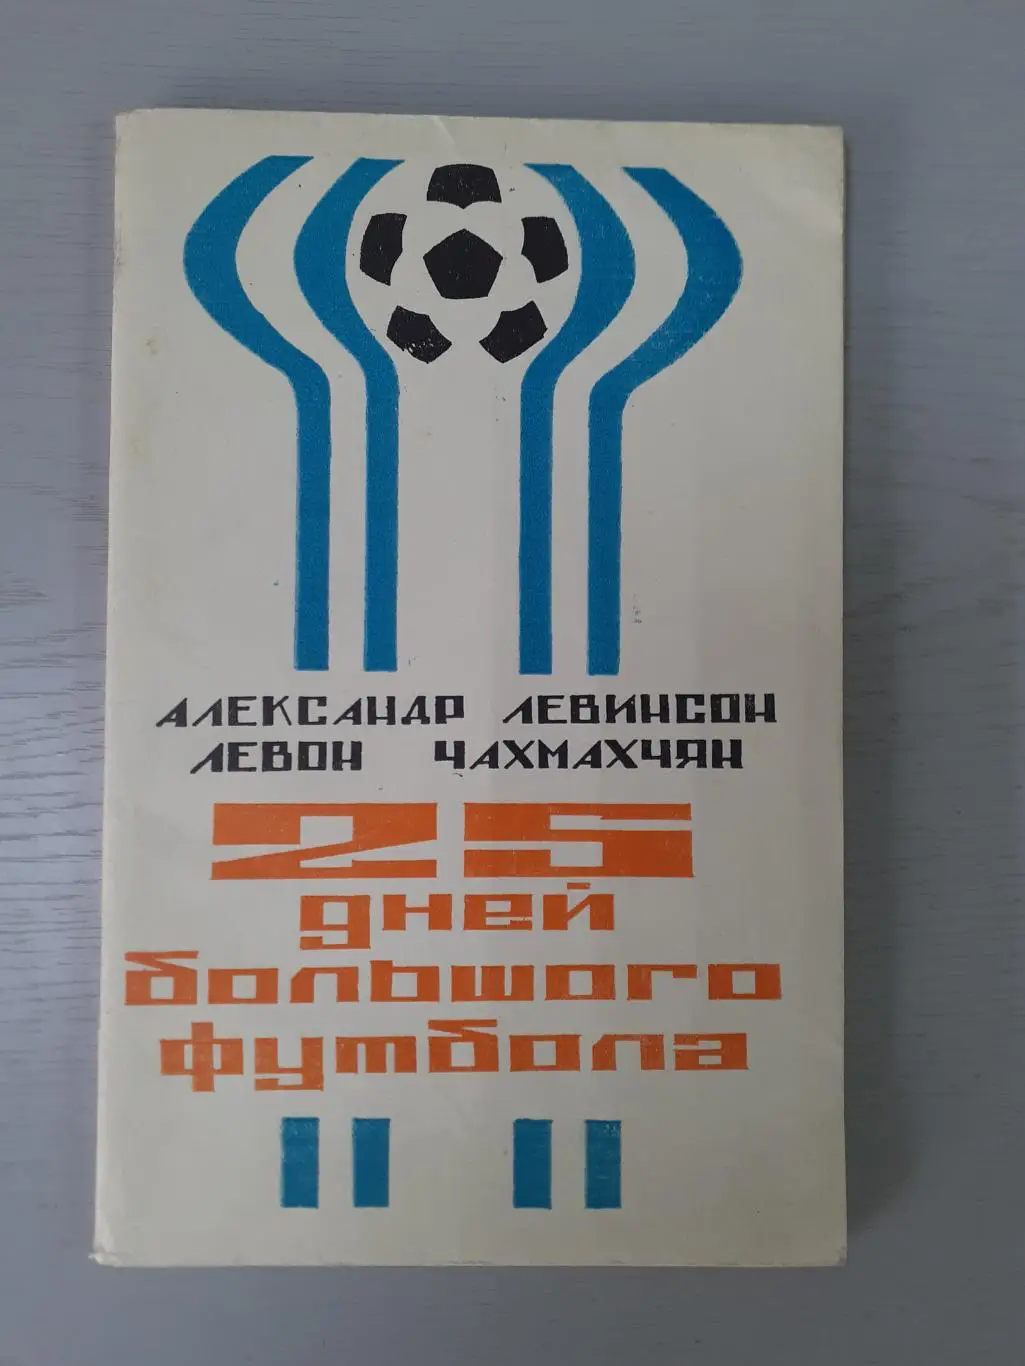 АЛЕКСАНДР ЛЕВИНСОН
ЛЕВОН ЧАХМАХЧЯН
25
дней
большого
футбола